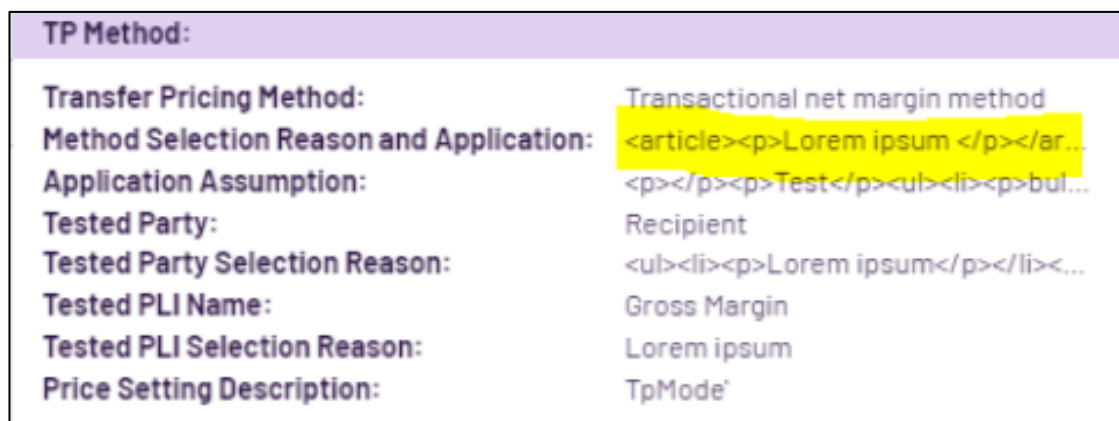 TP Method:
Transfer Pricing Method: Transactional net margin method
Method Selection Reason and Application: <article><p>Lorem ipsum </p></ar...
Application Assumption: <p></p><p>Test</p><ul><li><p>bul...
Tested Party: Recipient
Tested Party Selection Reason: <ul><li><p>Lorem ipsum</p></li><...
Tested PLI Name: Gross Margin
Tested PLI Selection Reason: Lorem ipsum
Price Setting Description: TpMode'